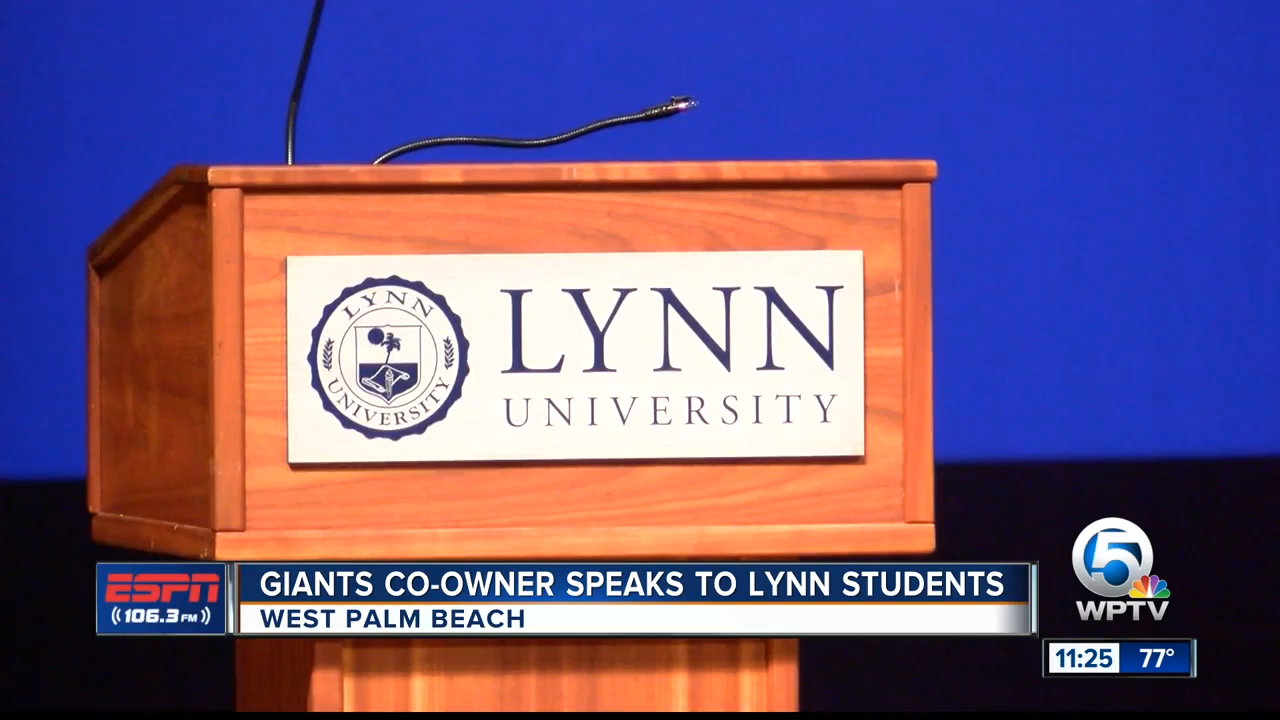 LYNN
UNIVERSITY
LYNN
UNIVERSITY
ESPN
106.3 FM
GIANTS CO-OWNER SPEAKS TO LYNN STUDENTS
WEST PALM BEACH
5
WPTV
11:25 77°